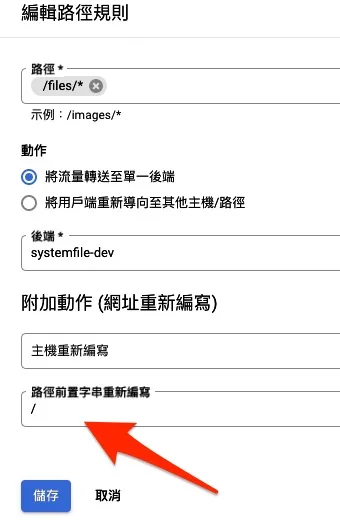 編輯路徑規則
路徑 *
/files/*
示例：/images/*
動作
將流量轉送至單一後端
將用戶端重新導向至其他主機/路徑
後端 *
systemfile-dev
附加動作 (網址重新編寫)
主機重新編寫
路徑前置字串重新編寫
/
儲存
取消